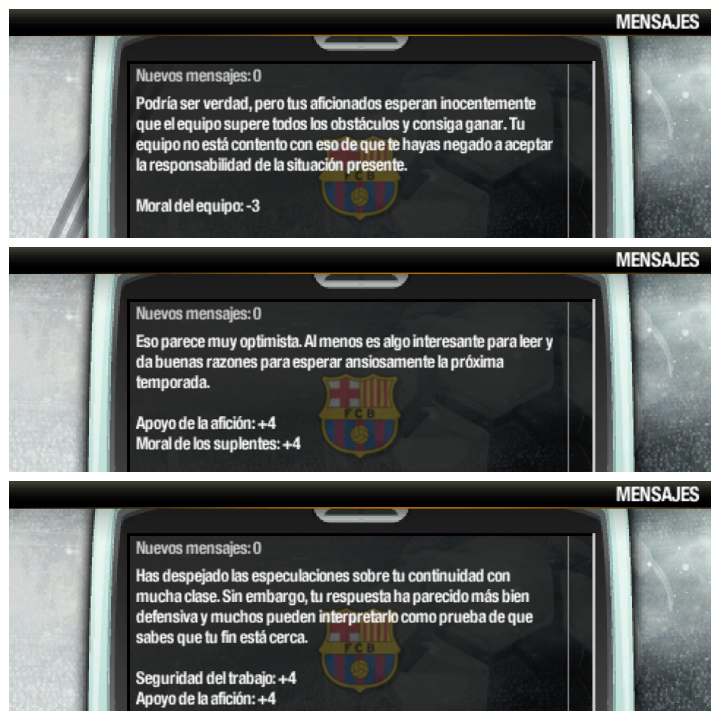 MENSAJES
Nuevos mensajes: 0
Podría ser verdad, pero tus aficionados esperan inocentemente
que el equipo supere todos los obstáculos y consiga ganar. Tu
equipo no está contento con eso de que te hayas negado a aceptar
la responsabilidad de la situación presente.
Moral del equipo: -3
FCB
MENSAJES
Nuevos mensajes: 0
Eso parece muy optimista. Al menos es algo interesante para leer y
da buenas razones para esperar ansiosamente la próxima
temporada.
Apoyo de la afición: +4
Moral de los suplentes: +4
FCB
MENSAJES
Nuevos mensajes: 0
Has despejado las especulaciones sobre tu continuidad con
mucha clase. Sin embargo, tu respuesta ha parecido más bien
defensiva y muchos pueden interpretarlo como prueba de que
sabes que tu fin está cerca.
Seguridad del trabajo: +4
Apoyo de la afición: +4
FCB